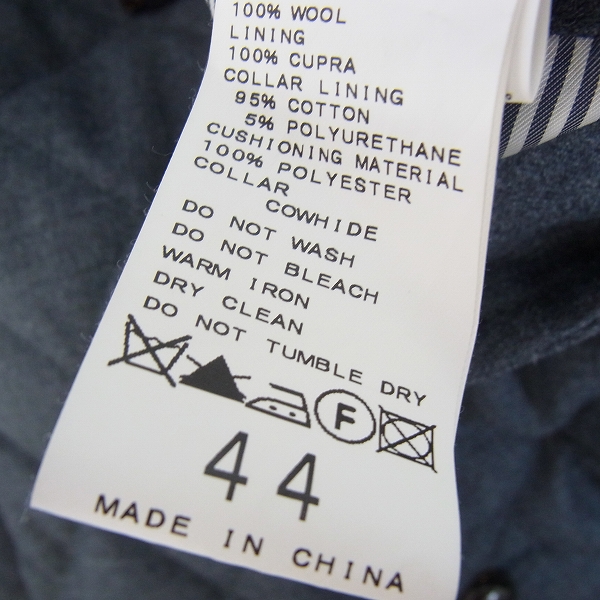 100% WOOL
LINING
100% CUPRA
COLLAR LINING
95% COTTON
5% POLYURETHANE
CUSHIONING MATERIAL
100% POLYESTER
COLLAR
COWHIDE
DO NOT WASH
DO NOT BLEACH
WARM IRON
DRY CLEAN
DO NOT TUMBLE DRY
F
44
MADE IN CHINA